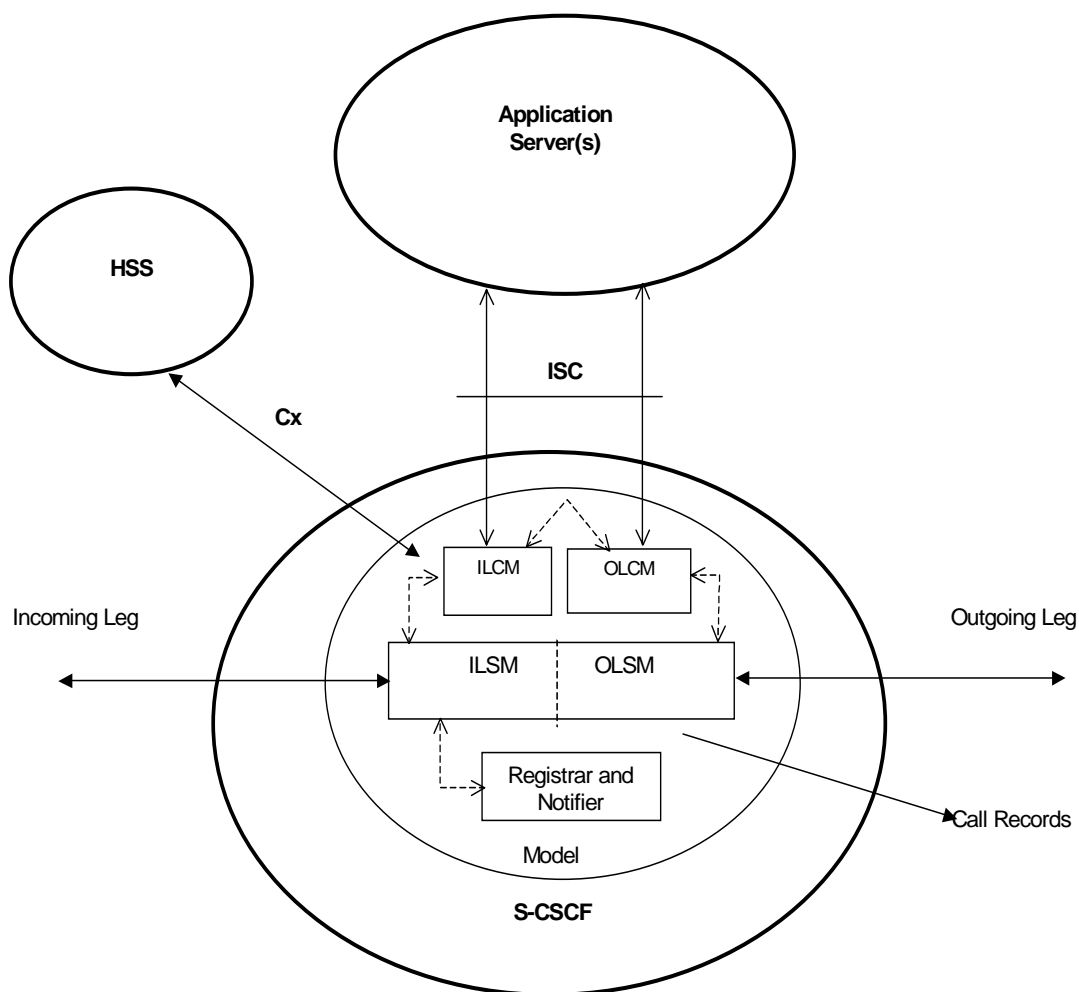 Application
Server(s)
HSS
ISC
Cx
ILCM
OLCM
Incoming Leg
Outgoing Leg
ILSM
OLSM
Registrar and
Notifier
Call Records
Model
S-CSCF